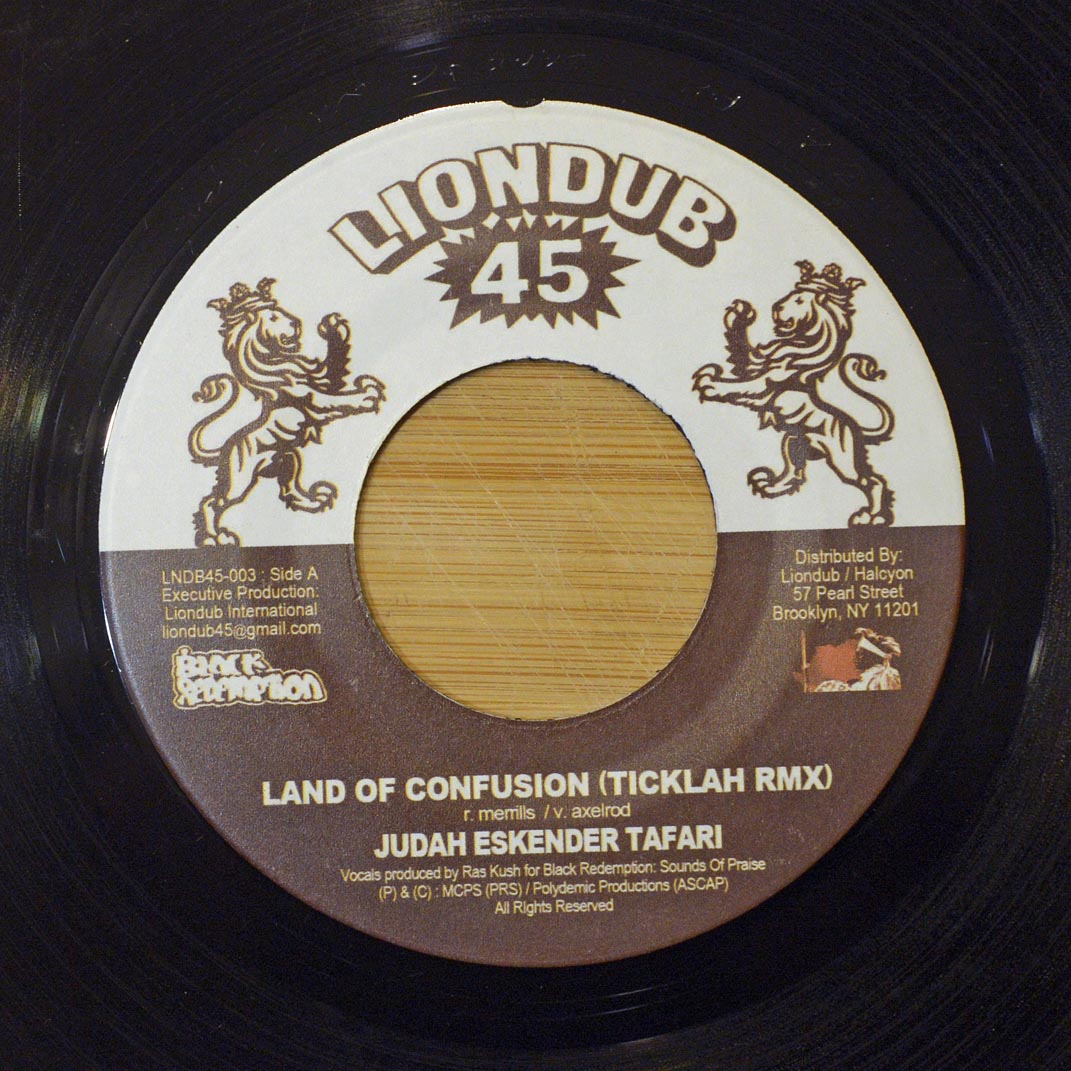 LIONDUB
45
LNDB45-003 : Side A
Executive Production:
Liondub International
liondub45@gmail.com
BLACK
REDEMPTION
Distributed By:
Liondub / Halcyon
57 Pearl Street
Brooklyn, NY 11201
LAND OF CONFUSION (TICKLAH RMX)
r. merrills / v. axelrod
JUDAH ESKENDER TAFARI
Vocals produced by Ras Kush for Black Redemption: Sounds Of Praise
(P) & (C) : MCPS (PRS) / Polydemic Productions (ASCAP)
All RIghts Reserved